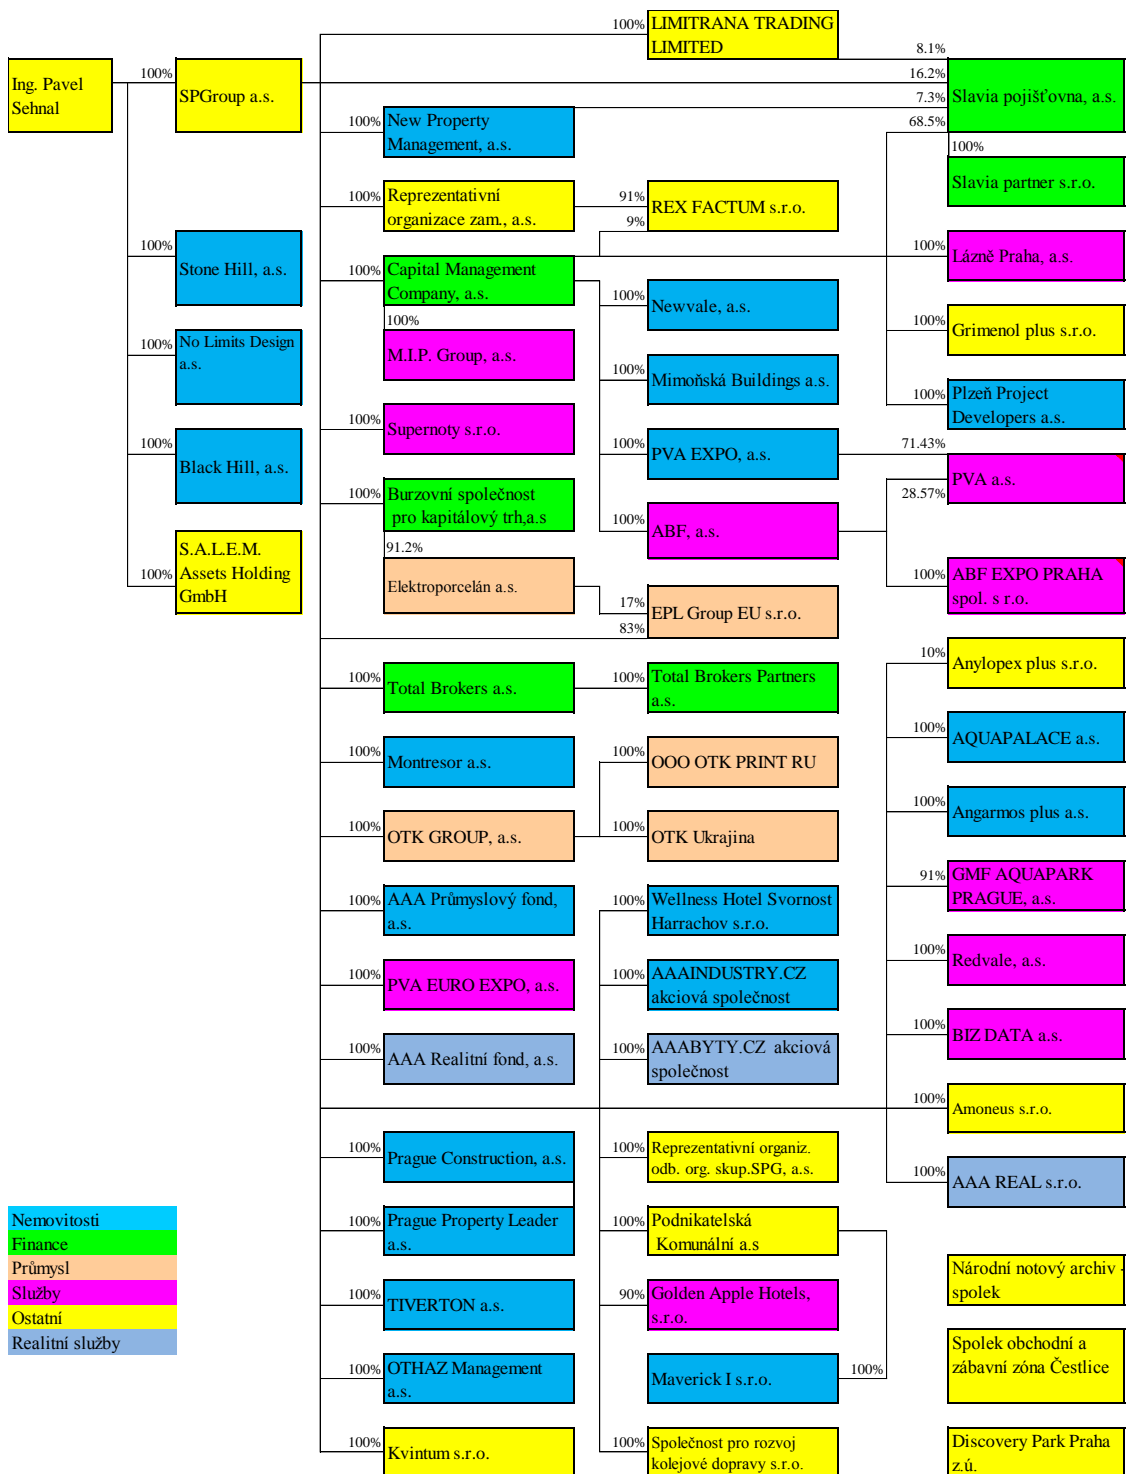 100%
LIMITRANA TRADING
LIMITED
8.1%
Ing. Pavel
Sehnal
100%
SPGroup a.s.
16.2%
Slavia pojišťovna, a.s.
7.3%
100%
New Property
Management, a.s.
68.5%
100%
Slavia partner s.r.o.
100%
Reprezentativní
organizace zam., a.s.
91%
REX FACTUM s.r.o.
9%
100%
Stone Hill, a.s.
100%
Lázně Praha, a.s.
100%
Capital Management
Company, a.s.
100%
Newvale, a.s.
100%
M.I.P. Group, a.s.
100%
Grimenol plus s.r.o.
100%
No Limits Design
a.s.
100%
Mimoňská Buildings a.s.
100%
Plzeň Project
Developers a.s.
100%
Supernoty s.r.o.
100%
Black Hill, a.s.
100%
PVA EXPO, a.s.
71.43%
PVA a.s.
28.57%
100%
Burzovní společnost
pro kapitálový trh,a.s
100%
ABF, a.s.
91.2%
Elektroporcelán a.s.
100%
S.A.L.E.M.
Assets Holding
GmbH
100%
ABF EXPO PRAHA
spol. s r.o.
17%
EPL Group EU s.r.o.
83%
10%
Anylopex plus s.r.o.
100%
Total Brokers a.s.
100%
Total Brokers Partners
a.s.
100%
AQUAPALACE a.s.
100%
Montresor a.s.
100%
OOO OTK PRINT RU
100%
Angarmos plus a.s.
100%
OTK GROUP, a.s.
100%
OTK Ukrajina
91%
GMF AQUAPARK
PRAGUE, a.s.
100%
AAA Průmyslový fond,
a.s.
100%
Wellness Hotel Svornost
Harrachov s.r.o.
100%
Redvale, a.s.
100%
PVA EURO EXPO, a.s.
100%
AAAINDUSTRY.CZ
akciová společnost
100%
BIZ DATA a.s.
100%
AAA Realitní fond, a.s.
100%
AAABYTY.CZ akciová
společnost
100%
Amoneus s.r.o.
100%
Prague Construction, a.s.
100%
Reprezentativní organiz.
odb. org. skup.SPG, a.s.
100%
AAA REAL s.r.o.
100%
Prague Property Leader
a.s.
100%
Podnikatelská
Komunální a.s
Nemovitosti
Finance
Průmysl
Služby
Ostatní
Realitní služby
Národní notový archiv -
spolek
100%
TIVERTON a.s.
90%
Golden Apple Hotels,
s.r.o.
Spolek obchodní a
zábavní zóna Čestlice
100%
OTHAZ Management
a.s.
Maverick I s.r.o.
100%
100%
Kvintum s.r.o.
100%
Společnost pro rozvoj
kolejové dopravy s.r.o.
Discovery Park Praha
z.ú.